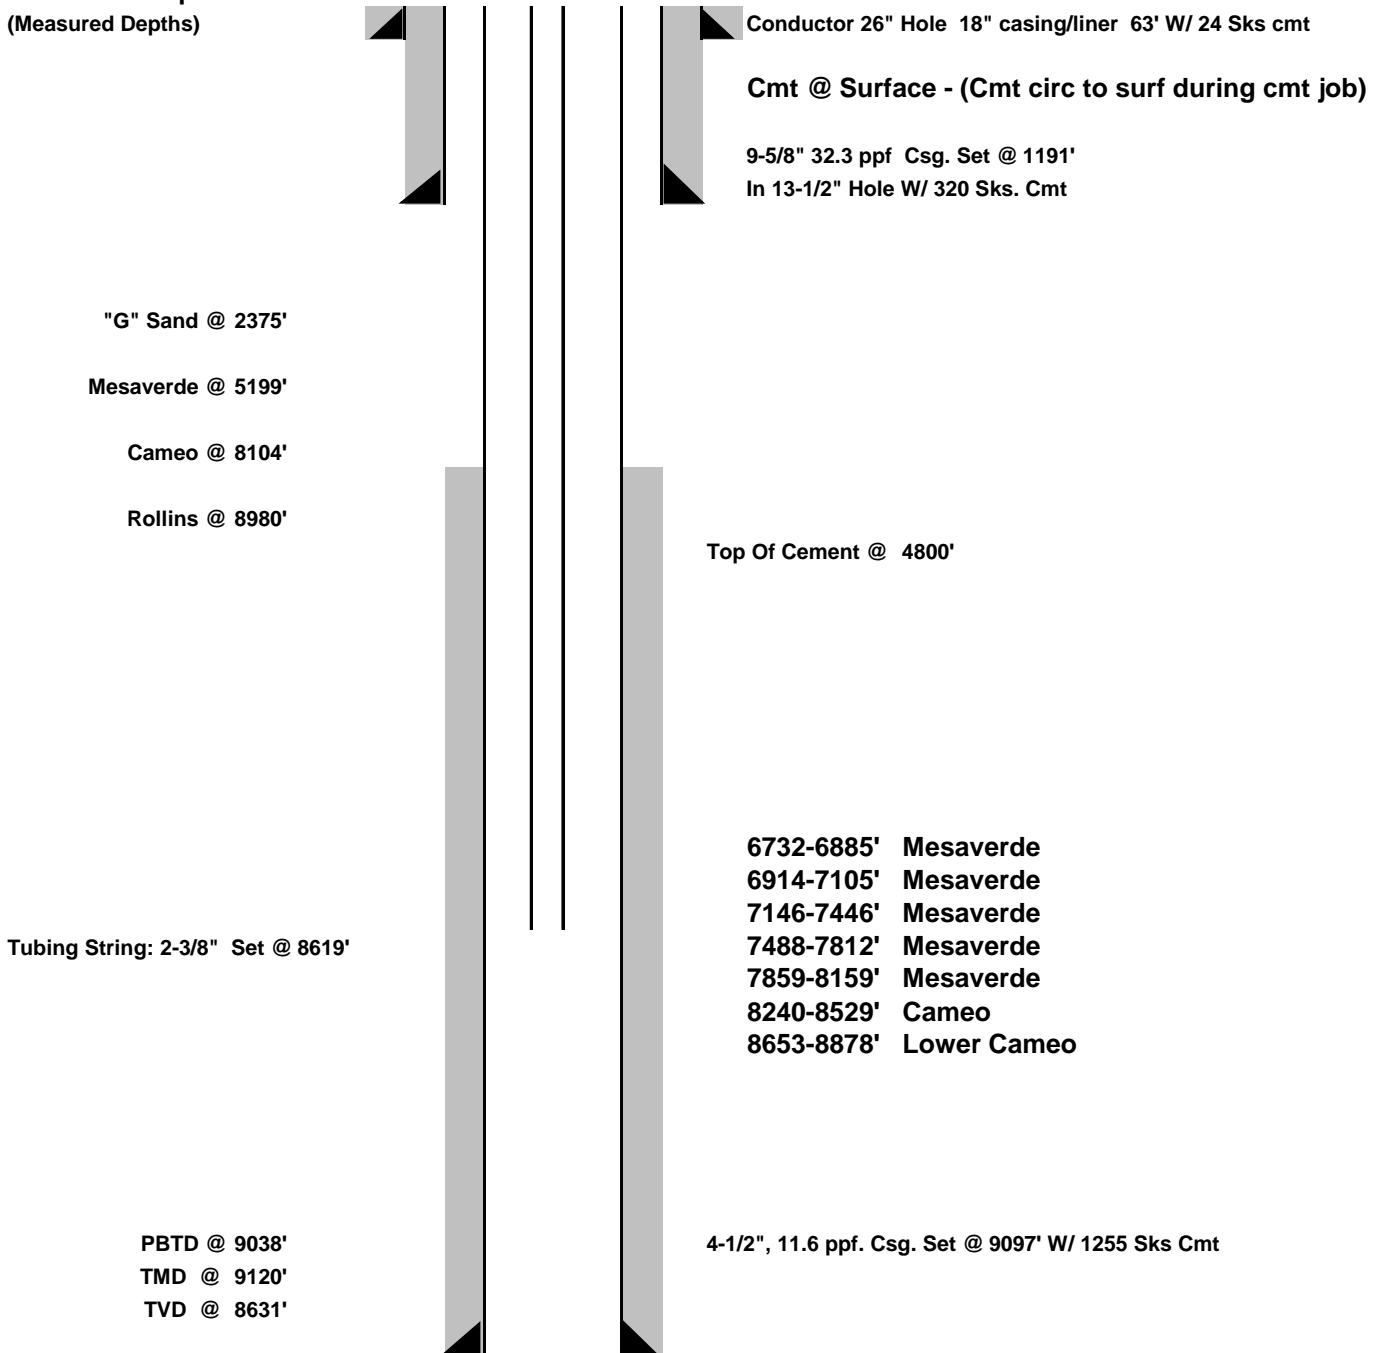 (Measured Depths)
Conductor 26" Hole 18" casing/liner 63' W/ 24 Sks cmt
Cmt @ Surface - (Cmt circ to surf during cmt job)
9-5/8" 32.3 ppf Csg. Set @ 1191'
In 13-1/2" Hole W/ 320 Sks. Cmt
"G" Sand @ 2375'
Mesaverde @ 5199'
Cameo @ 8104'
Rollins @ 8980'
Top Of Cement @ 4800'
6732-6885' Mesaverde
6914-7105' Mesaverde
7146-7446' Mesaverde
Tubing String: 2-3/8" Set @ 8619'
7488-7812' Mesaverde
7859-8159' Mesaverde
8240-8529' Cameo
8653-8878' Lower Cameo
PBTD @ 9038'
4-1/2", 11.6 ppf. Csg. Set @ 9097' W/ 1255 Sks Cmt
TMD @ 9120'
TVD @ 8631'